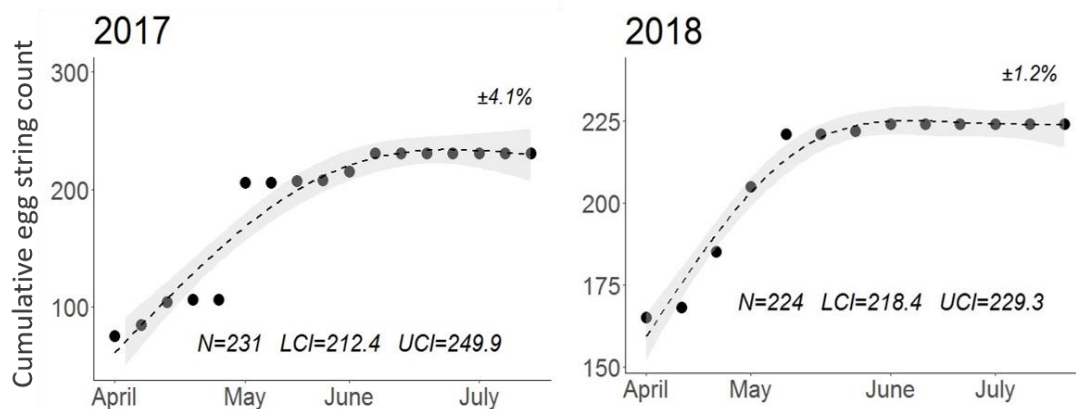 2017
Cumulative egg string count
300
200
100
±4.1%
N=231 LCI=212.4 UCI=249.9
April May June July
2018
225
200
175
150
±1.2%
N=224 LCI=218.4 UCI=229.3
April May June July